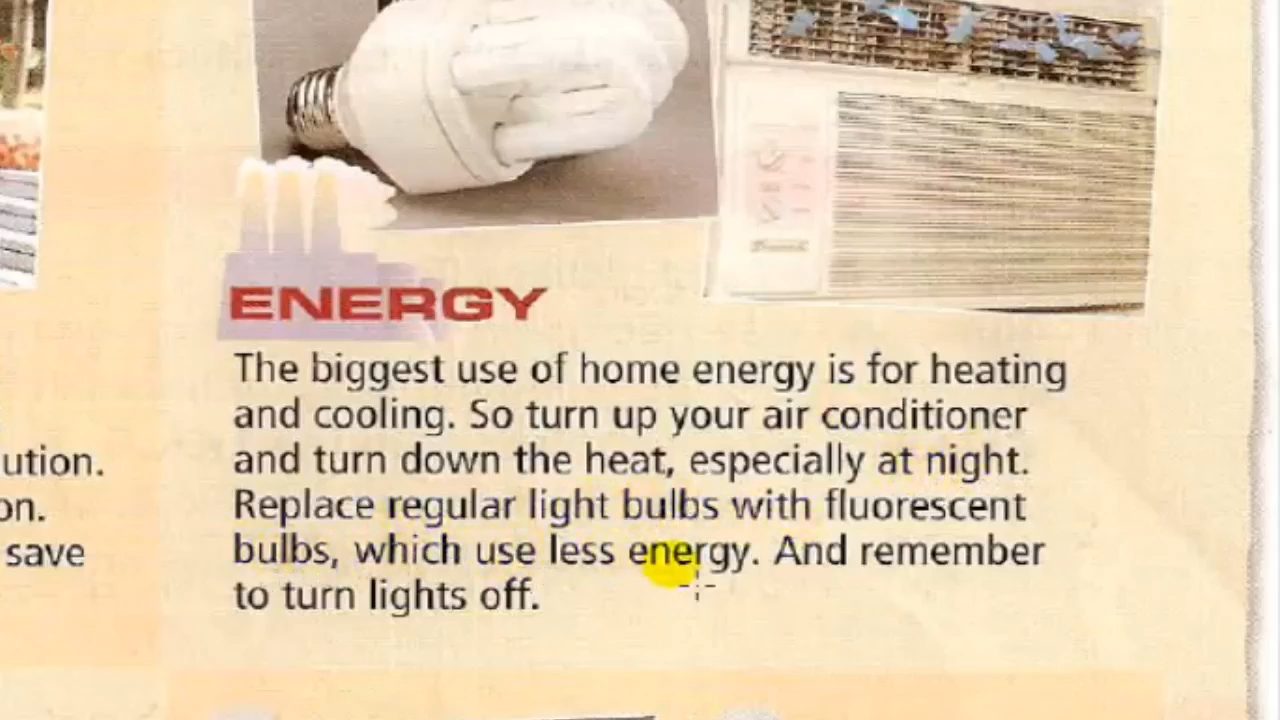 ENERGY
The biggest use of home energy is for heating
and cooling. So turn up your air conditioner
and turn down the heat, especially at night.
Replace regular light bulbs with fluorescent
bulbs, which use less energy. And remember
to turn lights off.
ution.
on.
save